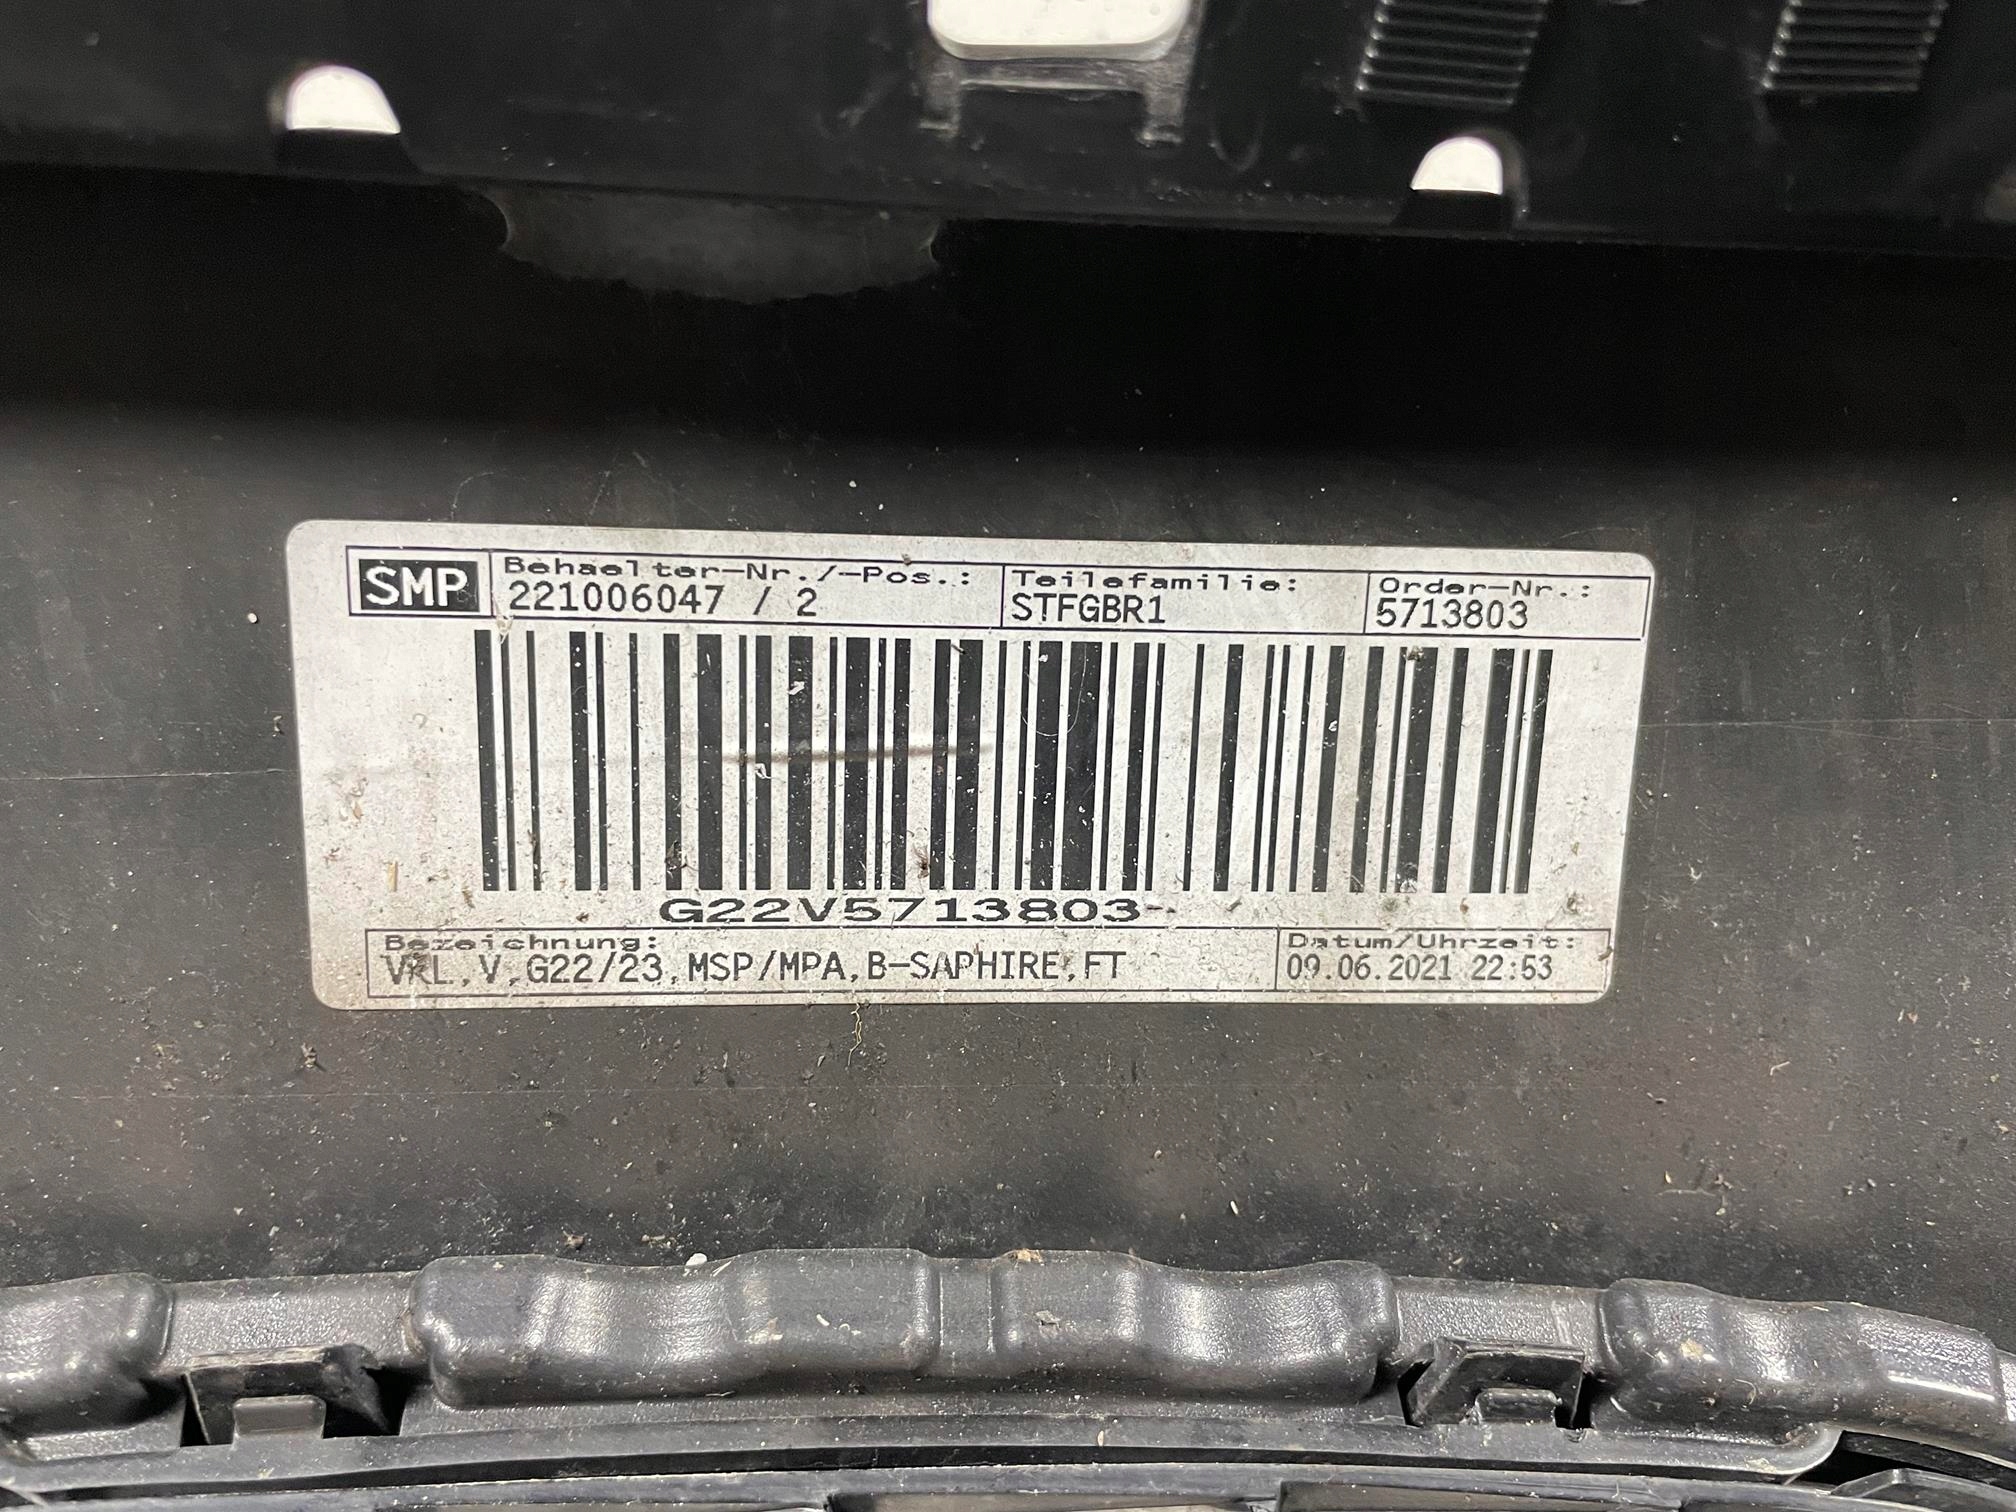 SMP
Behaelter-Nr./-Pos.: Teilefamilie: Order-Nr.:
221006047 / 2 STFGBR1 5713803
G22V5713803
Bezeichnung: Datum/Uhrzeit:
VKL,V,G22/23,MSP/MPA,B-SAPHIRE,FT 09.06.2021 22:53